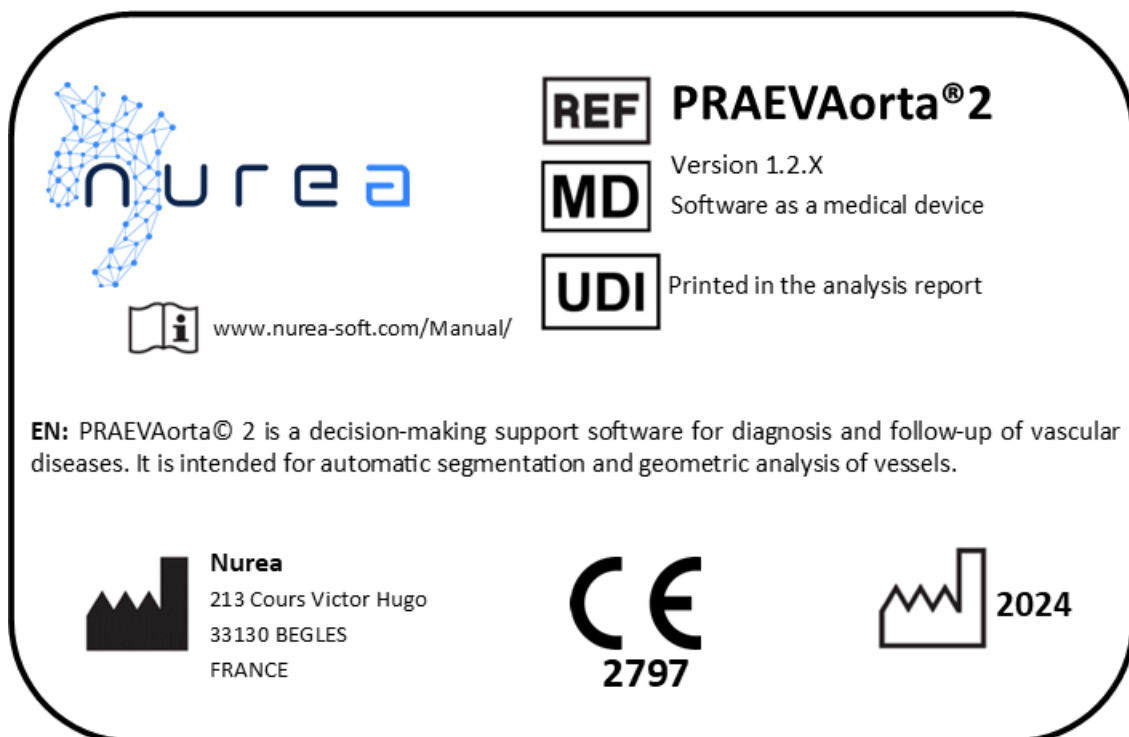 nurea
REF PRAEVAorta®2
MD Version 1.2.X
Software as a medical device
UDI Printed in the analysis report
i www.nurea-soft.com/Manual/
EN: PRAEVAorta© 2 is a decision-making support software for diagnosis and follow-up of vascular
diseases. It is intended for automatic segmentation and geometric analysis of vessels.
Nurea
213 Cours Victor Hugo
33130 BEGLES
FRANCE
CE
2797
2024